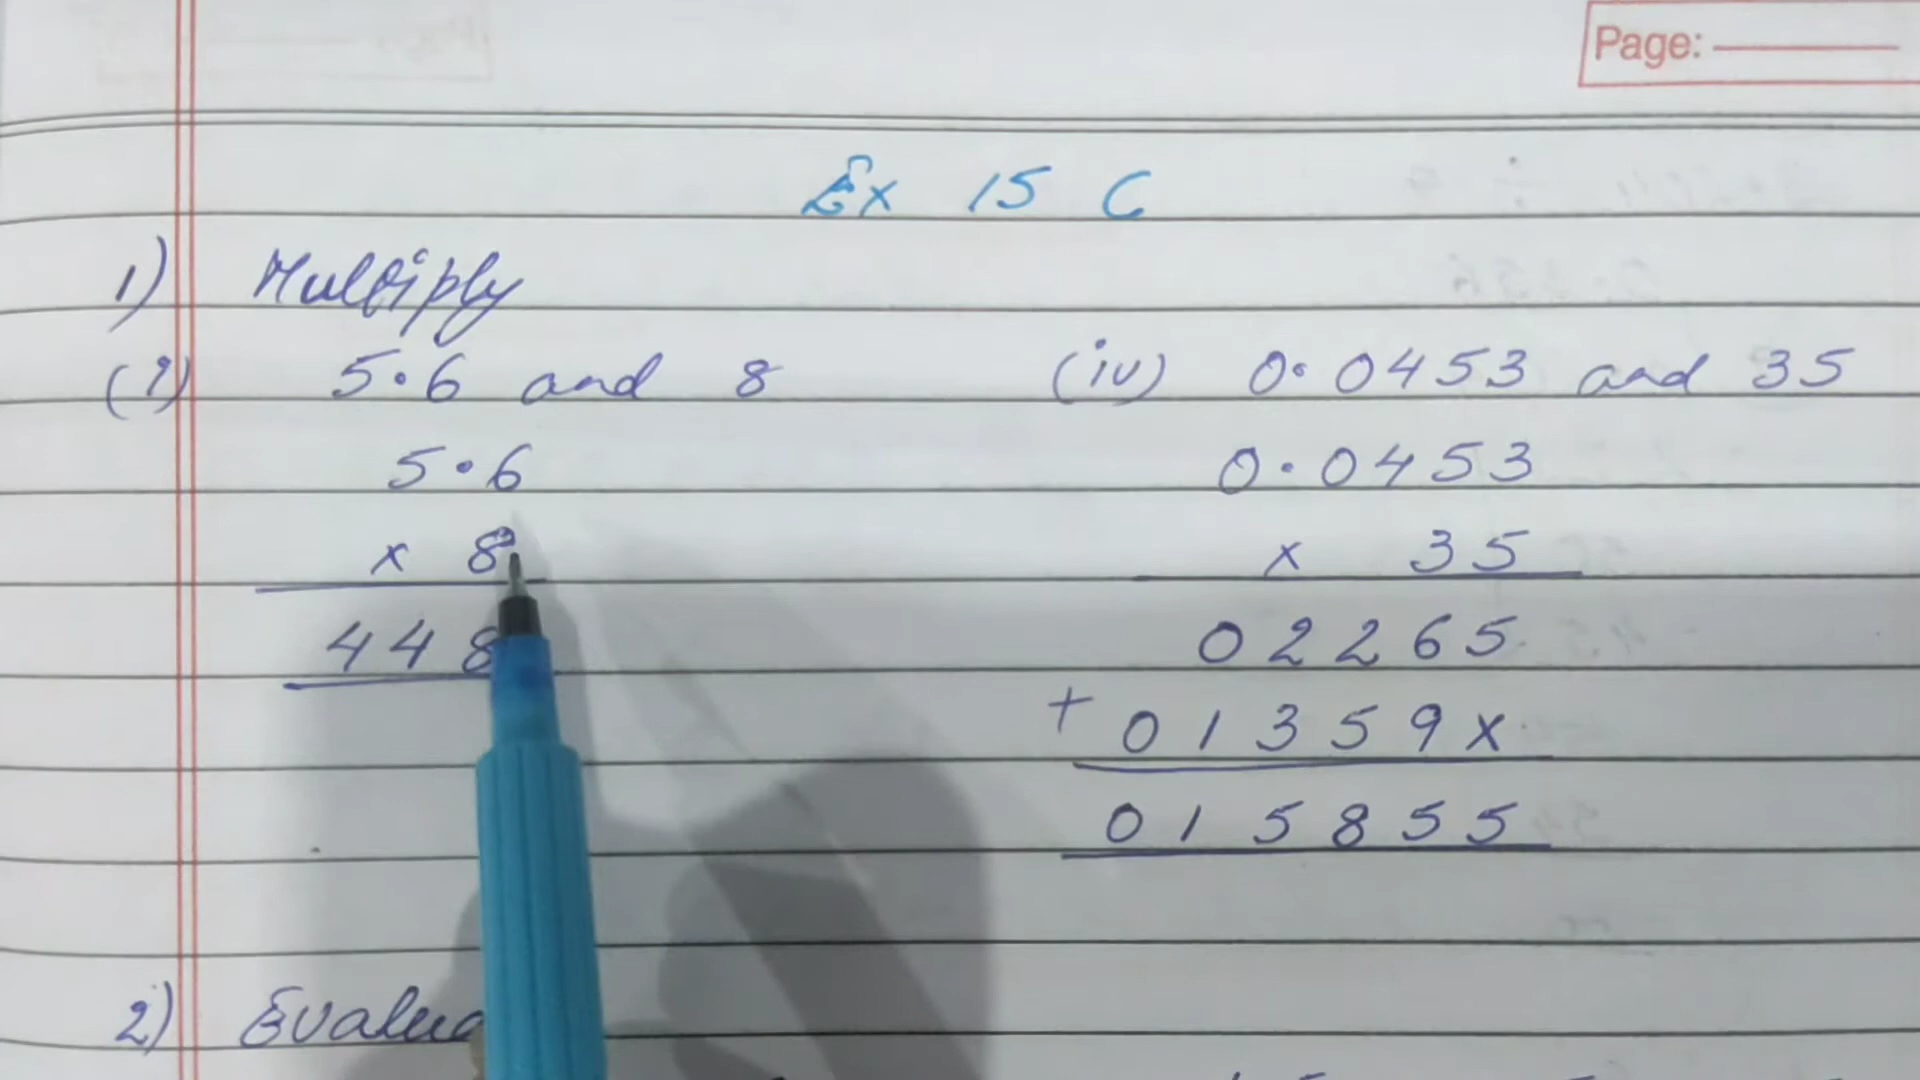 Page:
Ex 15 C
1) Multiply
(i) 5.6 and 8
5.6
x 8
448
(iv) 0.0453 and 35
0.0453
x 35
02265
+ 01359x
015855
2)